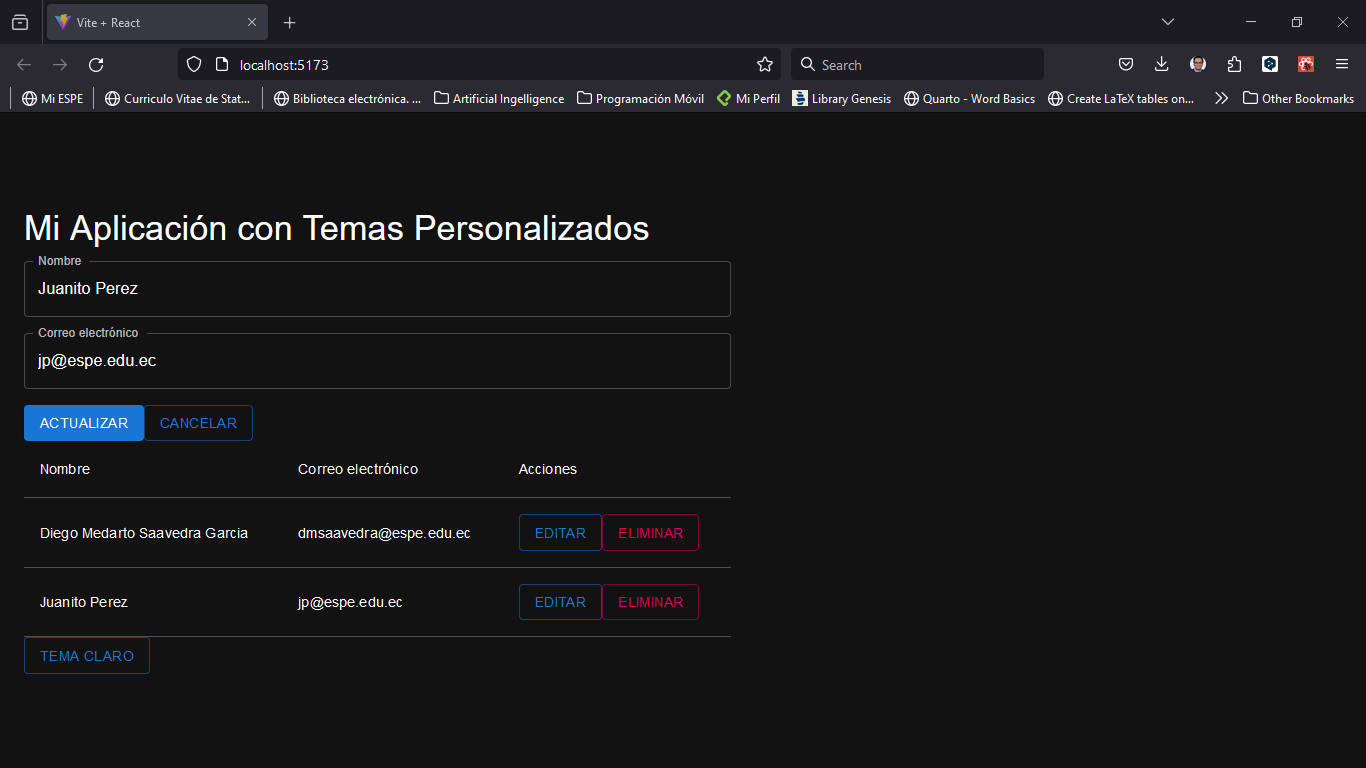 Vite + React
localhost:5173
Search
Mi ESPE
Curriculo Vitae de Stat...
Biblioteca electrónica. ...
Artificial Ingelligence
Programación Móvil
Mi Perfil
Library Genesis
Quarto - Word Basics
Create LaTeX tables on...
Other Bookmarks
Mi Aplicación con Temas Personalizados
Nombre
Juanito Perez
Correo electrónico
jp@espe.edu.ec
ACTUALIZAR CANCELAR
Nombre Correo electrónico Acciones
Diego Medarto Saavedra Garcia dmsaavedra@espe.edu.ec EDITAR ELIMINAR
Juanito Perez jp@espe.edu.ec EDITAR ELIMINAR
TEMA CLARO